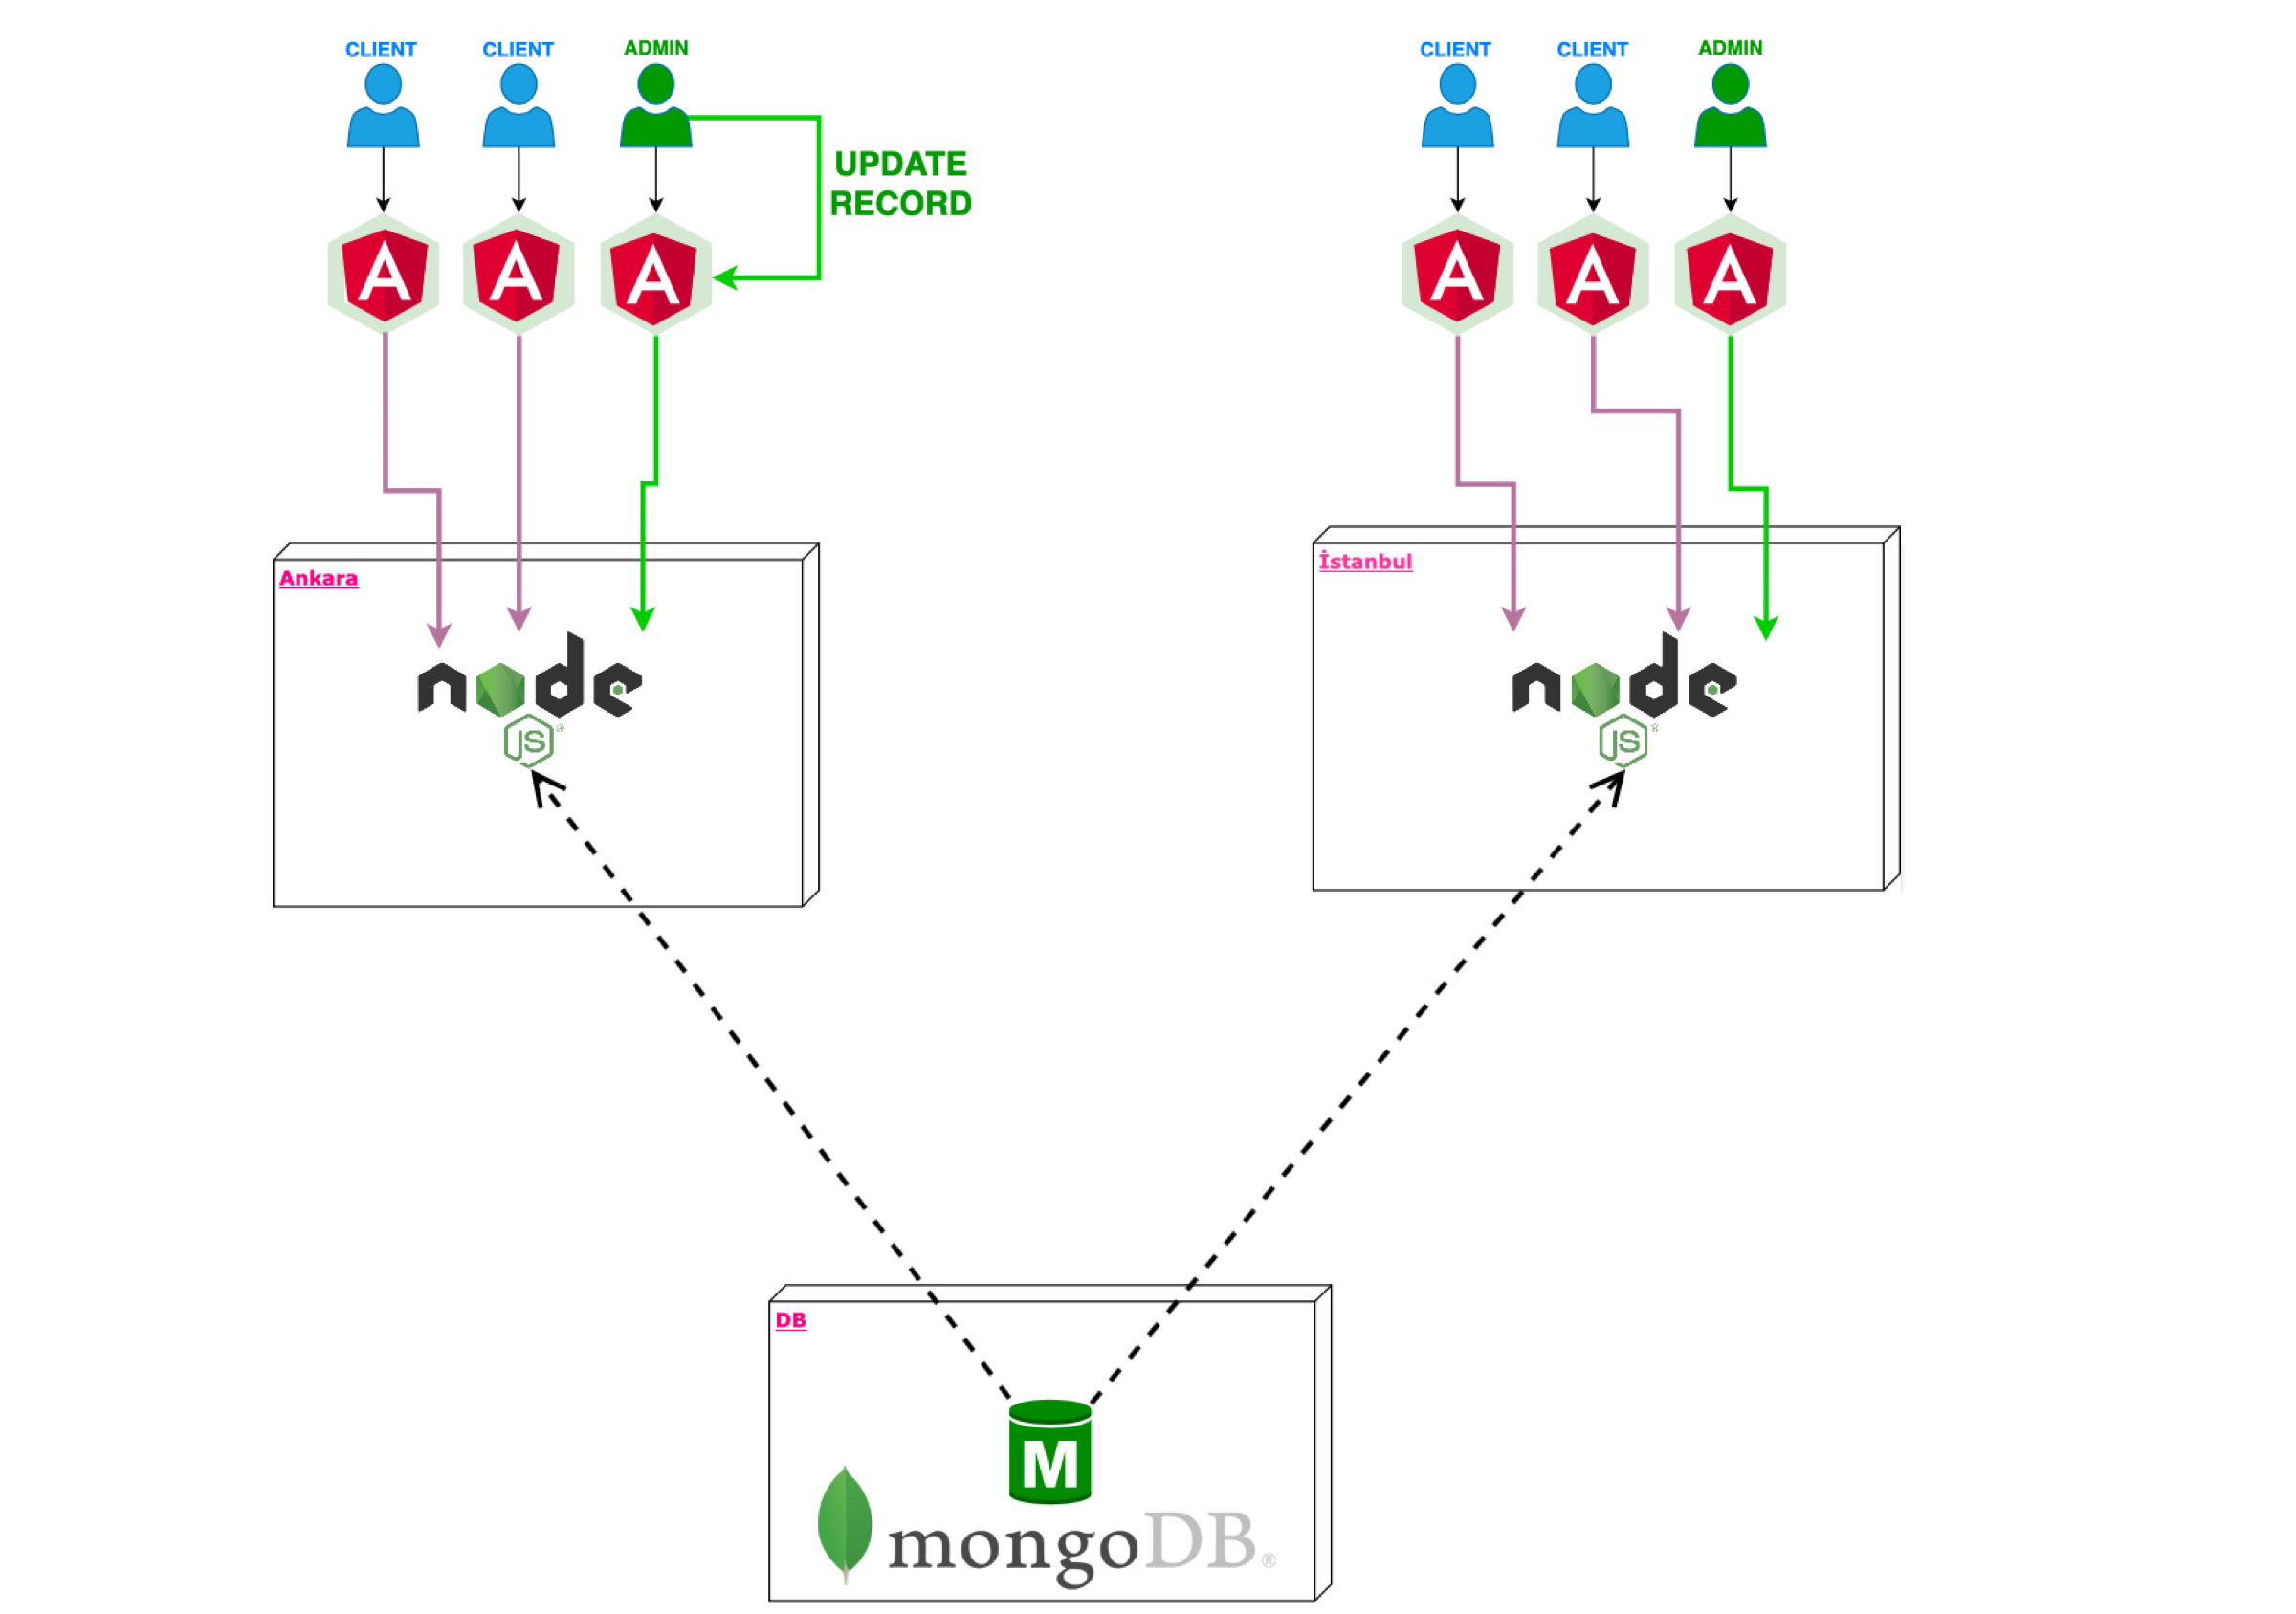 CLIENT
CLIENT
ADMIN
CLIENT
CLIENT
ADMIN
UPDATE
RECORD
A
A
A
A
A
A
Ankara
İstanbul
node
JS®
node
JS®
DB
M
mongoDB®